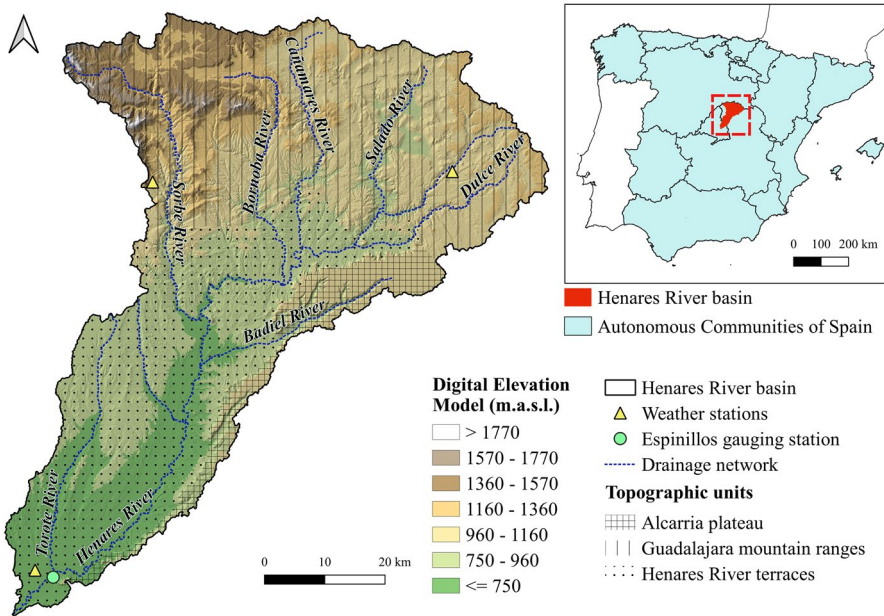 Cañamares River
Bornoba River
Salado River
Dulce River
Sorbe River
Badiel River
Torote River
Henares River
0 10 20 km
0 100 200 km
Henares River basin
Autonomous Communities of Spain
Digital Elevation
Model (m.a.s.l.)
> 1770
1570 - 1770
1360 - 1570
1160 - 1360
960 - 1160
750 - 960
<= 750
Henares River basin
Weather stations
Espinillos gauging station
Drainage network
Topographic units
Alcarria plateau
Guadalajara mountain ranges
Henares River terraces